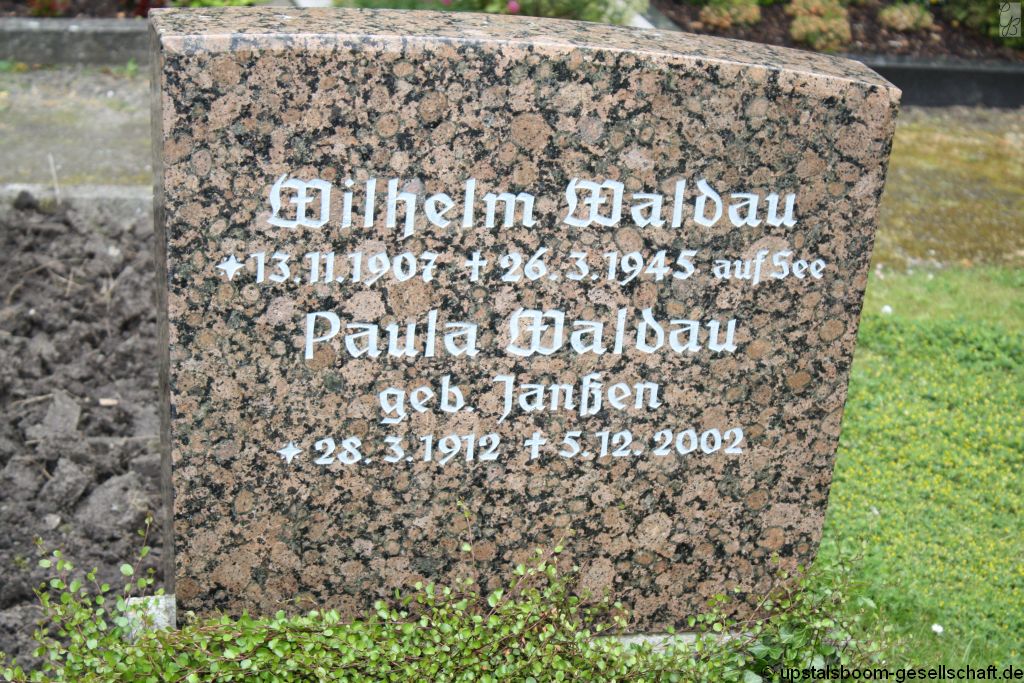 Wilhelm Waldau
* 13.11.1907 † 26.3.1945 auf See
Paula Waldau
geb. Janßen
* 28.3.1912 † 5.12.2002
© upstalsboom-gesellschaft.de